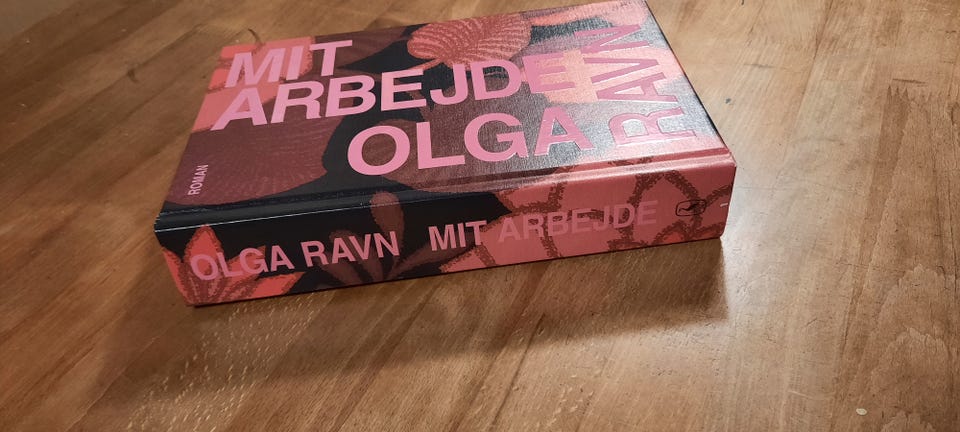 MIT
ARBEJDE
OLGA
RAVN
ROMAN
OLGA RAVN MIT ARBEJDE